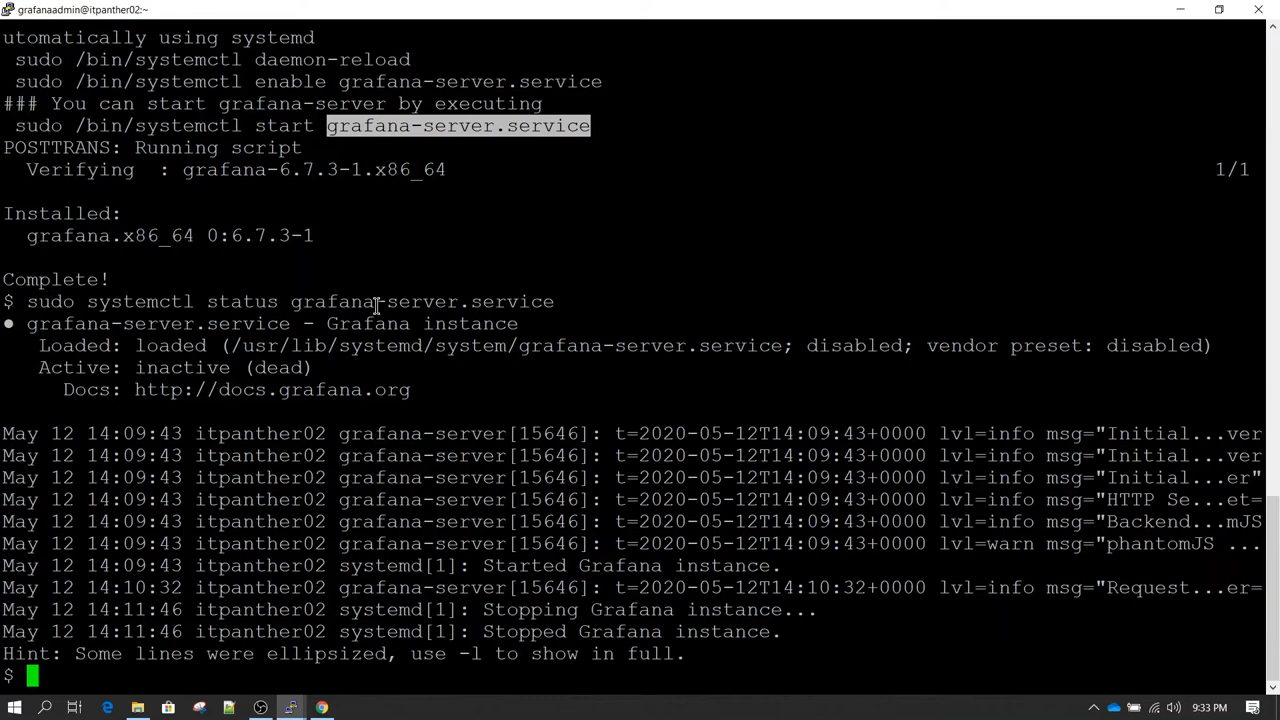 grafanaadmin@itpanther02:~
utomatically using systemd
 sudo /bin/systemctl daemon-reload
 sudo /bin/systemctl enable grafana-server.service
### You can start grafana-server by executing
 sudo /bin/systemctl start grafana-server.service
POSTTRANS: Running script
  Verifying  : grafana-6.7.3-1.x86_64 1/1
Installed:
  grafana.x86_64 0:6.7.3-1
Complete!
$ sudo systemctl status grafana-server.service
● grafana-server.service - Grafana instance
   Loaded: loaded (/usr/lib/systemd/system/grafana-server.service; disabled; vendor preset: disabled)
   Active: inactive (dead)
     Docs: http://docs.grafana.org
May 12 14:09:43 itpanther02 grafana-server[15646]: t=2020-05-12T14:09:43+0000 lvl=info msg="Initial...ver
May 12 14:09:43 itpanther02 grafana-server[15646]: t=2020-05-12T14:09:43+0000 lvl=info msg="Initial...ver
May 12 14:09:43 itpanther02 grafana-server[15646]: t=2020-05-12T14:09:43+0000 lvl=info msg="Initial...er"
May 12 14:09:43 itpanther02 grafana-server[15646]: t=2020-05-12T14:09:43+0000 lvl=info msg="HTTP Se...et=
May 12 14:09:43 itpanther02 grafana-server[15646]: t=2020-05-12T14:09:43+0000 lvl=info msg="Backend...mJS
May 12 14:09:43 itpanther02 grafana-server[15646]: t=2020-05-12T14:09:43+0000 lvl=warn msg="phantomJS ...
May 12 14:09:43 itpanther02 systemd[1]: Started Grafana instance.
May 12 14:10:32 itpanther02 grafana-server[15646]: t=2020-05-12T14:10:32+0000 lvl=info msg="Request...er=
May 12 14:11:46 itpanther02 systemd[1]: Stopping Grafana instance...
May 12 14:11:46 itpanther02 systemd[1]: Stopped Grafana instance.
Hint: Some lines were ellipsized, use -l to show in full.
$
9:33 PM